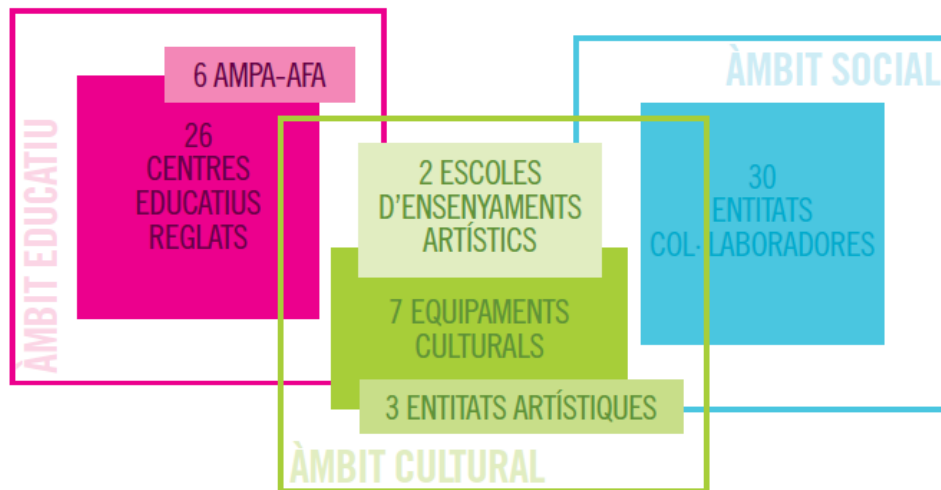 ÀMBIT EDUCATIU
6 AMPA-AFA
26
CENTRES
EDUCATIUS
REGLATS
ÀMBIT SOCIAL
30
ENTITATS
COL·LABORADORES
2 ESCOLES
D'ENSENYAMENTS
ARTÍSTICS
7 EQUIPAMENTS
CULTURALS
3 ENTITATS ARTÍSTIQUES
ÀMBIT CULTURAL